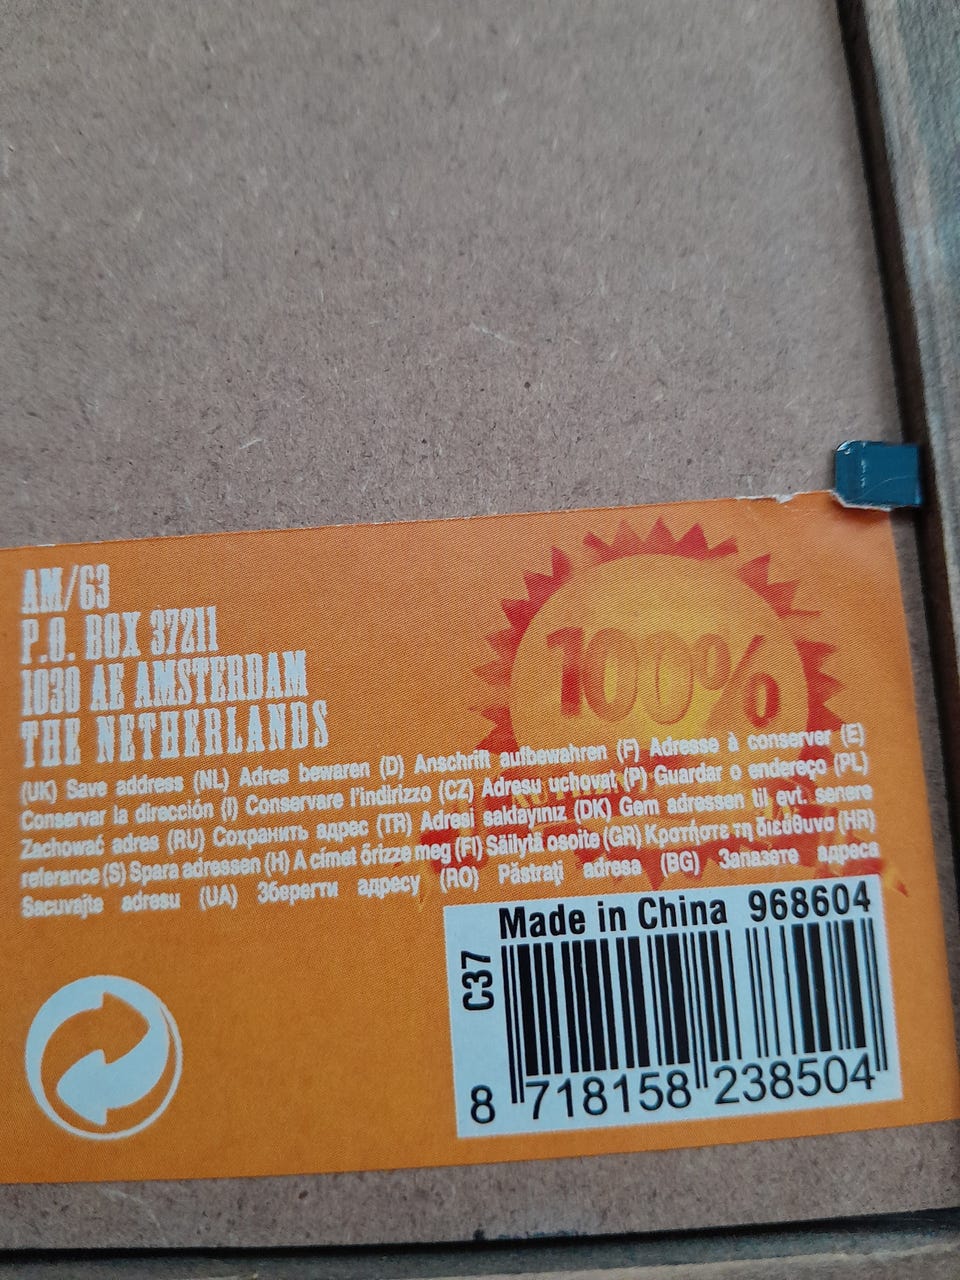 AM/63
P.O. BOX 37211
1030 AE AMSTERDAM
THE NETHERLANDS
100%
(UK) Save address (NL) Adres bewaren (D) Anschrift aufbewahren (F) Adresse à conserver (E)
Conservar la dirección (I) Conservare l'indirizzo (CZ) Adresu uchovat (P) Guardar o endereço (PL)
Zachować adres (RU) Сохранить адрес (TR) Adresi saklayınız (DK) Gem adressen til evt. senere
referance (S) Spara adressen (H) A címet őrizze meg (FI) Säilytä osoite (GR) Κρατήστε τη διεύθυνσ (HR)
Sacuvajte adresu (UA) Зберегти адресу (RO) Păstraţi adresa (BG) Запазете адреса
Made in China 968604
C37
8 718158 238504